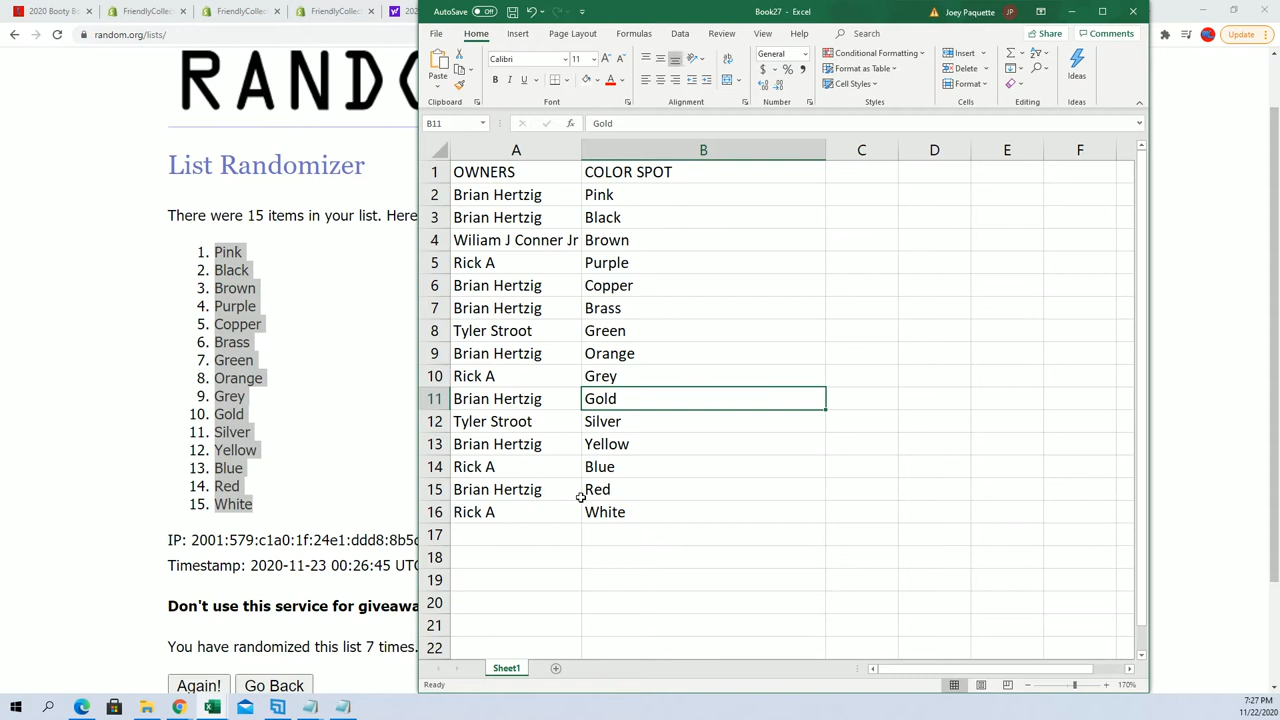 2020 Booty Bo
FriendlyCollec
FriendlyCollec
FriendlyCollec
2020
random.org/lists/
Update
AutoSave Off
Book27 - Excel
Joey Paquette
JP
File Home Insert Draw Page Layout Formulas Data Review View Help Search Share Comments
Paste
Clipboard
Calibri 11
B I U
Font
Alignment
General
$ % ,
Number
Conditional Formatting
Format as Table
Cell Styles
Styles
Insert
Delete
Format
Cells
Editing
Ideas
Ideas
B11 fx Gold
A B C D E F
1 OWNERS COLOR SPOT
2 Brian Hertzig Pink
3 Brian Hertzig Black
4 Wiliam J Conner Jr Brown
5 Rick A Purple
6 Brian Hertzig Copper
7 Brian Hertzig Brass
8 Tyler Stroot Green
9 Brian Hertzig Orange
10 Rick A Grey
11 Brian Hertzig Gold
12 Tyler Stroot Silver
13 Brian Hertzig Yellow
14 Rick A Blue
15 Brian Hertzig Red
16 Rick A White
17
18
19
20
21
22
Sheet1
Ready
170%
RANDO
List Randomizer
There were 15 items in your list. Here
1. Pink
2. Black
3. Brown
4. Purple
5. Copper
6. Brass
7. Green
8. Orange
9. Grey
10. Gold
11. Silver
12. Yellow
13. Blue
14. Red
15. White
IP: 2001:579:c1a0:1f:24e1:ddd8:8b5
Timestamp: 2020-11-23 00:26:45 UTC
Don't use this service for giveawa
You have randomized this list 7 times.
Again! Go Back
7:27 PM
11/22/2020